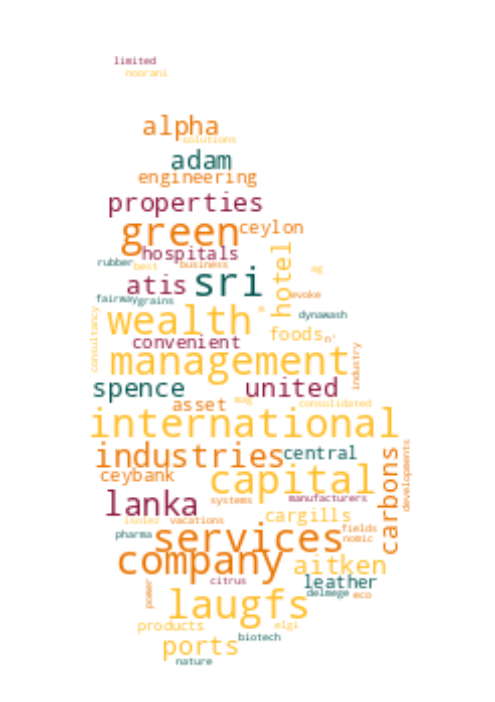 limited
noorani
alpha
solutions
adam
engineering
properties
green
ceylon
hospitals
rubber
best
business
hotel
ag
atis
sri
evoke
fairway
grains
dynawash
wealth
consultancy
foods
n'
convenient
management
industry
spence
united
asset
consolidated
international
industries
central
ceybank
capital
carbons
developments
lanka
systems
manufacturers
cargills
isolez
vacations
fields
pharma
services
nomic
company
aitken
leather
citrus
power
delmege
eco
laugfs
products
elgi
biotech
ports
nature